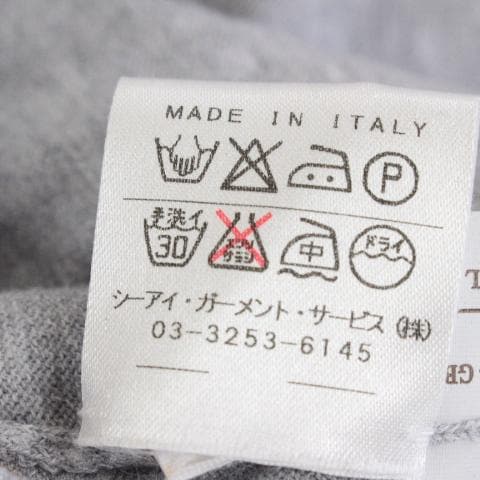 MADE IN ITALY
P
手洗イ
30
エンソ
サラシ
中
ドライ
シーアイ・ガーメント・サービス(株)
03-3253-6145
L
GE